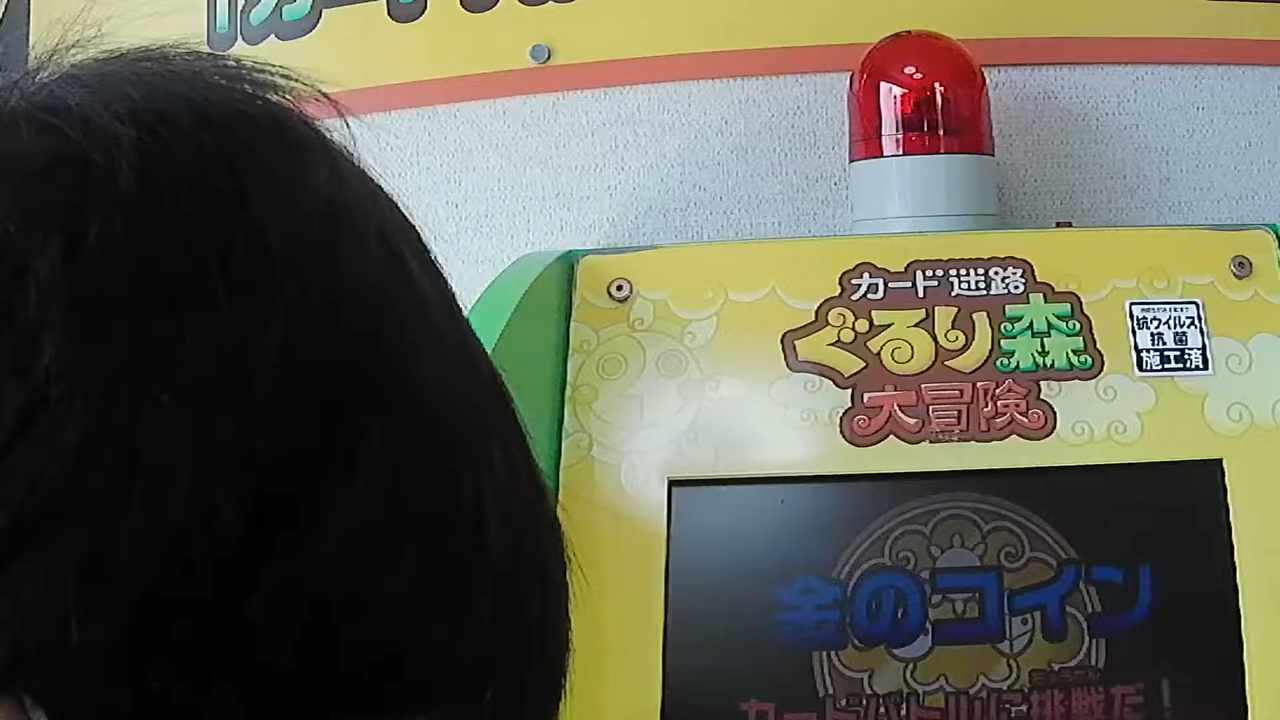 カード迷路
ぐるり森
大冒険
抗ウイルス
抗菌
施工済
金のコイン
カードバトルに挑戦だ!